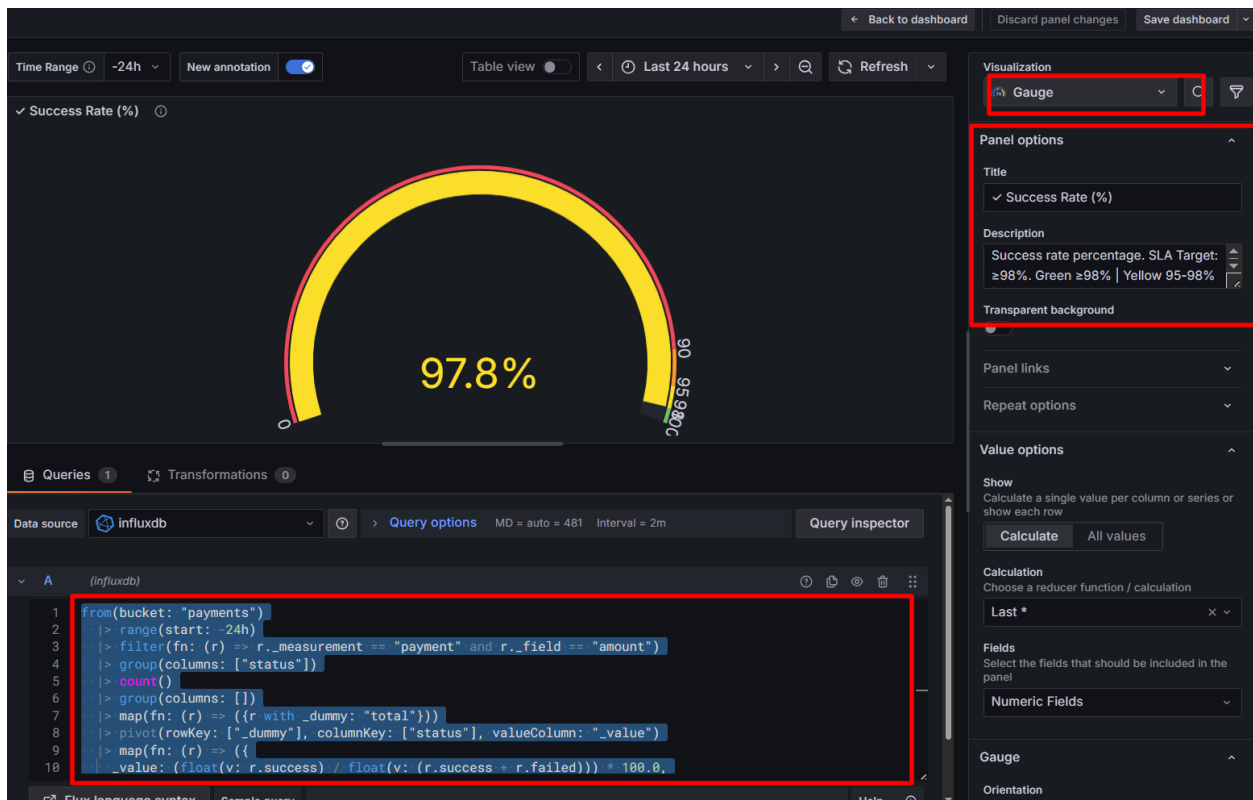 ← Back to dashboard
Discard panel changes
Save dashboard
Time Range
-24h
New annotation
Table view
Last 24 hours
Refresh
Visualization
Gauge
✓ Success Rate (%)
97.8%
0
90
95
98
100
Panel options
Title
✓ Success Rate (%)
Description
Success rate percentage. SLA Target:
≥98%. Green ≥98% | Yellow 95-98%
Transparent background
Panel links
Repeat options
Value options
Show
Calculate a single value per column or series or
show each row
Calculate All values
Calculation
Choose a reducer function / calculation
Last *
Fields
Select the fields that should be included in the
panel
Numeric Fields
Gauge
Orientation
Queries 1
Transformations 0
Data source
influxdb
Query options MD = auto = 481 Interval = 2m
Query inspector
A (influxdb)
1 from(bucket: "payments")
2 |> range(start: -24h)
3 |> filter(fn: (r) => r._measurement == "payment" and r._field == "amount")
4 |> group(columns: ["status"])
5 |> count()
6 |> group(columns: [])
7 |> map(fn: (r) => ({r with _dummy: "total"}))
8 |> pivot(rowKey: ["_dummy"], columnKey: ["status"], valueColumn: "_value")
9 |> map(fn: (r) => ({
10 _value: (float(v: r.success) / float(v: (r.success + r.failed))) * 100.0,
Flux language syntax
Sample query
Help